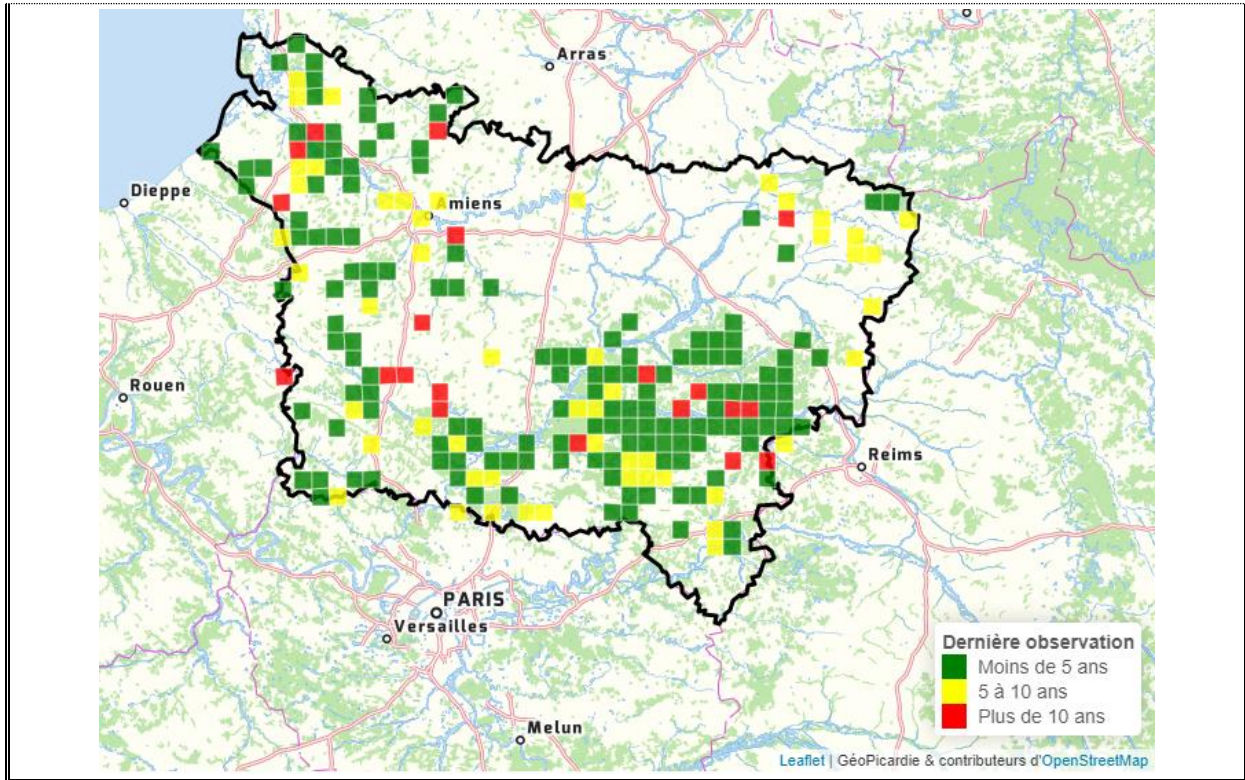 Arras
Dieppe
Amiens
Rouen
Reims
PARIS
Versailles
Melun
Dernière observation
Moins de 5 ans
5 à 10 ans
Plus de 10 ans
Leaflet | GéoPicardie & contributeurs d'OpenStreetMap